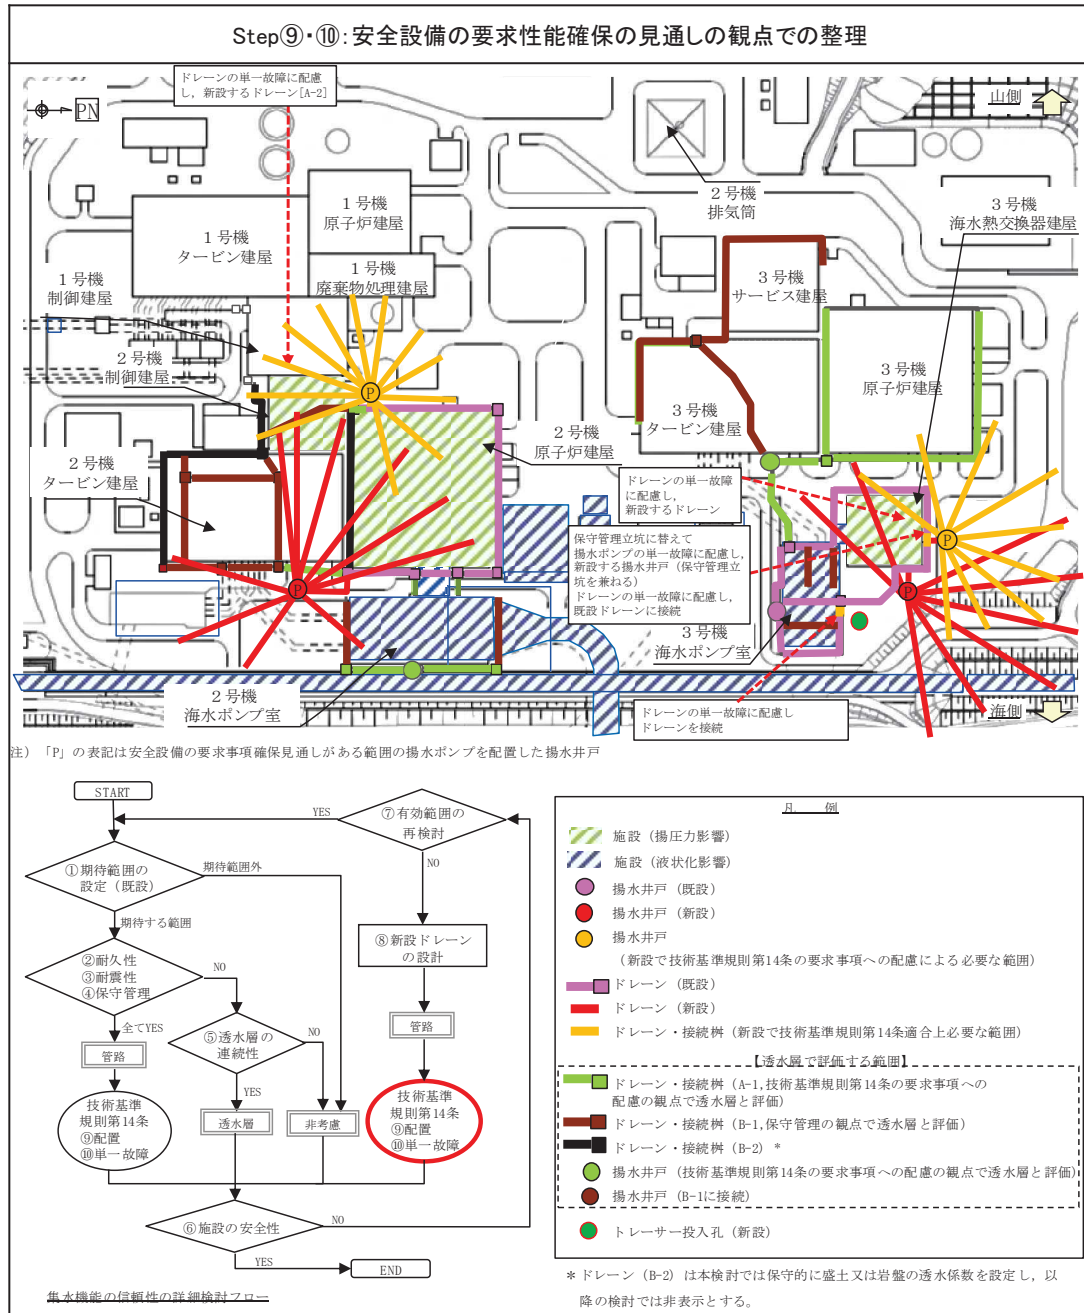 Step⑨・⑩：安全設備の要求性能確保の見通しの観点での整理
ドレーンの単一故障に配慮
し，新設するドレーン[A-2]
PN
山側
1号機
原子炉建屋
1号機
タービン建屋
1号機
廃棄物処理建屋
1号機
制御建屋
2号機
制御建屋
2号機
タービン建屋
2号機
排気筒
3号機
海水熱交換器建屋
3号機
サービス建屋
3号機
原子炉建屋
3号機
タービン建屋
2号機
原子炉建屋
P
P
P
P
ドレーンの単一故障
に配慮し，
新設するドレーン
保守管理立坑に替えて
揚水ポンプの単一故障に配慮し，
新設する揚水井戸（保守管理立
坑を兼ねる）
ドレーンの単一故障に配慮し，
既設ドレーンに接続
3号機
海水ポンプ室
2号機
海水ポンプ室
ドレーンの単一故障に配慮し
ドレーンを接続
海側
注）「P」の表記は安全設備の要求事項確保見通しがある範囲の揚水ポンプを配置した揚水井戸
START
①期待範囲の
設定（既設）
期待範囲外
期待する範囲
②耐久性
③耐震性
④保守管理
NO
全てYES
管路
技術基準
規則第14条
⑨配置
⑩単一故障
⑤透水層の
連続性
NO
YES
透水層
非考慮
⑦有効範囲の
再検討
YES
NO
⑧新設ドレーン
の設計
管路
技術基準
規則第14条
⑨配置
⑩単一故障
⑥施設の安全性
NO
YES
END
集水機能の信頼性の詳細検討フロー
凡　例
施設（揚圧力影響）
施設（液状化影響）
揚水井戸（既設）
揚水井戸（新設）
揚水井戸
（新設で技術基準規則第14条の要求事項への配慮による必要な範囲）
ドレーン（既設）
ドレーン（新設）
ドレーン・接続桝（新設で技術基準規則第14条適合上必要な範囲）
【透水層で評価する範囲】
ドレーン・接続桝（A-1,技術基準規則第14条の要求事項への
配慮の観点で透水層と評価）
ドレーン・接続桝（B-1,保守管理の観点で透水層と評価）
ドレーン・接続桝（B-2）＊
揚水井戸（技術基準規則第14条の要求事項への配慮の観点で透水層と評価）
揚水井戸（B-1に接続）
トレーサー投入孔（新設）
＊ドレーン（B-2）は本検討では保守的に盛土又は岩盤の透水係数を設定し，以
降の検討では非表示とする。